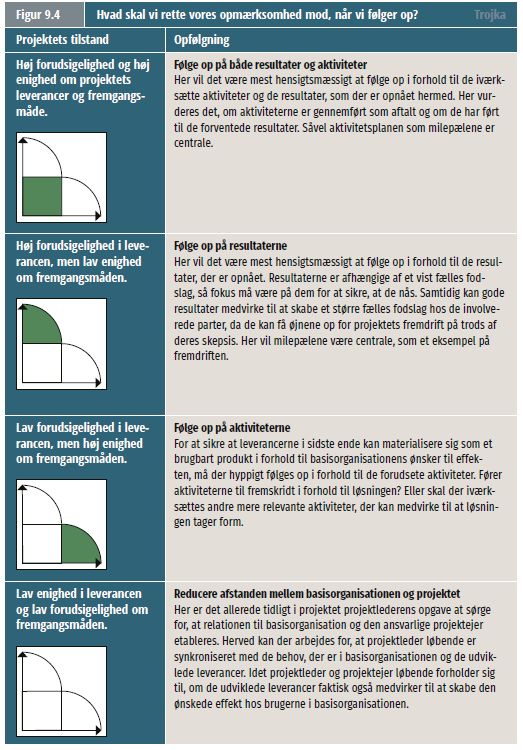 Figur 9.4
Hvad skal vi rette vores opmærksomhed mod, når vi følger op?
Trojka
Projektets tilstand
Opfølgning
Høj forudsigelighed og høj
enighed om projektets
leverancer og fremgangs-
måde.
Følge op på både resultater og aktiviteter
Her vil det være mest hensigtsmæssigt at følge op i forhold til de iværk-
sætte aktiviteter og de resultater, som der er opnået hermed. Her vur-
deres det, om aktiviteterne er gennemført som aftalt og om de har ført
til de forventede resultater. Såvel aktivitetsplanen som milepælene er
centrale.
Høj forudsigelighed i leve-
rancen, men lav enighed
om fremgangsmåden.
Følge op på resultaterne
Her vil det være mest hensigtsmæssigt at følge op i forhold til de resul-
tater, der er opnået. Resultaterne er afhængige af et vist fælles fod-
slag, så fokus må være på dem for at sikre, at de nås. Samtidig kan gode
resultater medvirke til at skabe et større fælles fodslag hos de involve-
rede parter, da de kan få øjnene op for projektets fremdrift på trods af
deres skepsis. Her vil milepælene være centrale, som et eksempel på
fremdriften.
Lav forudsigelighed i leve-
rancen, men høj enighed
om fremgangsmåden.
Følge op på aktiviteterne
For at sikre at leverancerne i sidste ende kan materialisere sig som et
brugbart produkt i forhold til basisorganisationens ønsker til effek-
ten, må der hyppigt følges op i forhold til de forudsete aktiviteter. Fører
aktiviteterne til fremskridt i forhold til løsningen? Eller skal der iværk-
sættes andre mere relevante aktiviteter, der kan medvirke til at løsnin-
gen tager form.
Lav enighed i leverancen
og lav forudsigelighed om
fremgangsmåden.
Reducere afstanden mellem basisorganisationen og projektet
Her er det allerede tidligt i projektet projektlederens opgave at sørge
for, at relationen til basisorganisation og den ansvarlige projektejer
etableres. Herved kan der arbejdes for, at projektleder løbende er
synkroniseret med de behov, der er i basisorganisationen og de udvik-
lede leverancer. Idet projektleder og projektejer løbende forholder sig
til, om de udviklede leverancer faktisk også medvirker til at skabe den
ønskede effekt hos brugerne i basisorganisationen.